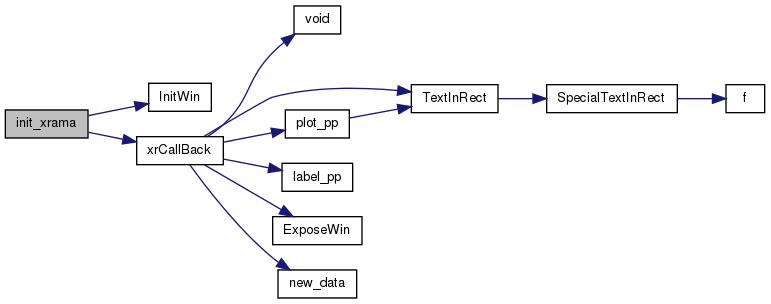 init_xrama
InitWin
xrCallBack
void
TextInRect
plot_pp
label_pp
ExposeWin
new_data
SpecialTextInRect
f